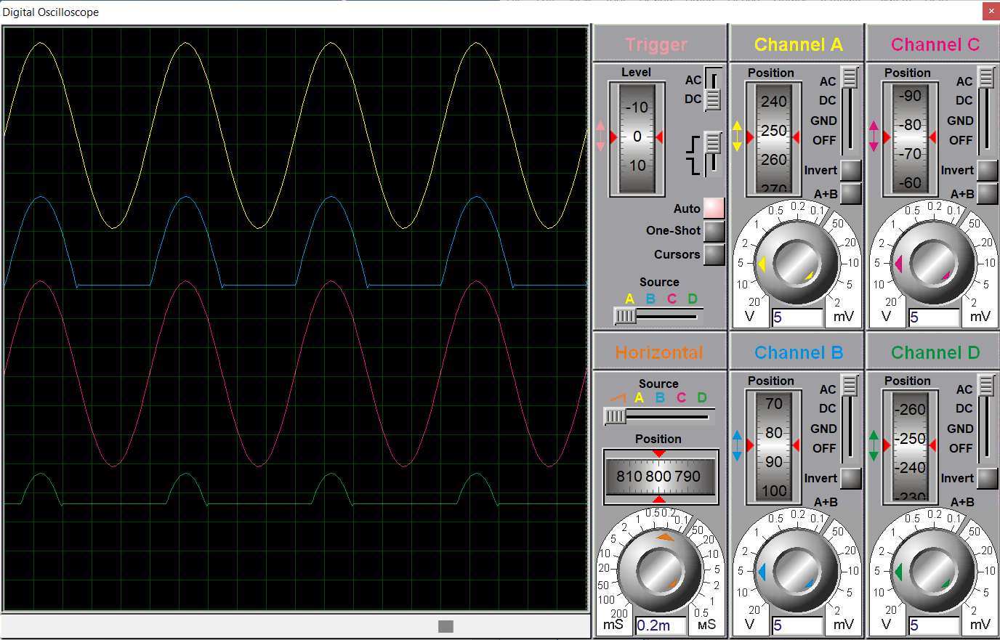 Digital Oscilloscope
Trigger
Level
AC
DC
-10
0
10
Auto
One-Shot
Cursors
Source
A B C D
Channel A
Position
240
250
260
270
AC
DC
GND
OFF
Invert
A+B
0.5 0.2 0.1
1 50
2 20
5 10
10 5
20 2
V 5 mV
Channel C
Position
-90
-80
-70
-60
AC
DC
GND
OFF
Invert
A+B
0.5 0.2 0.1
1 50
2 20
5 10
10 5
20 2
V 5 mV
Horizontal
Source
A B C D
Position
810 800 790
1 0.5 0.2 0.1
2 50
5 20
10 10
20 5
50 2
100 1
200 0.5
mS 0.2m мS
Channel B
Position
70
80
90
100
AC
DC
GND
OFF
Invert
A+B
0.5 0.2 0.1
1 50
2 20
5 10
10 5
20 2
V 5 mV
Channel D
Position
-260
-250
-240
-230
AC
DC
GND
OFF
Invert
A+B
0.5 0.2 0.1
1 50
2 20
5 10
10 5
20 2
V 5 mV